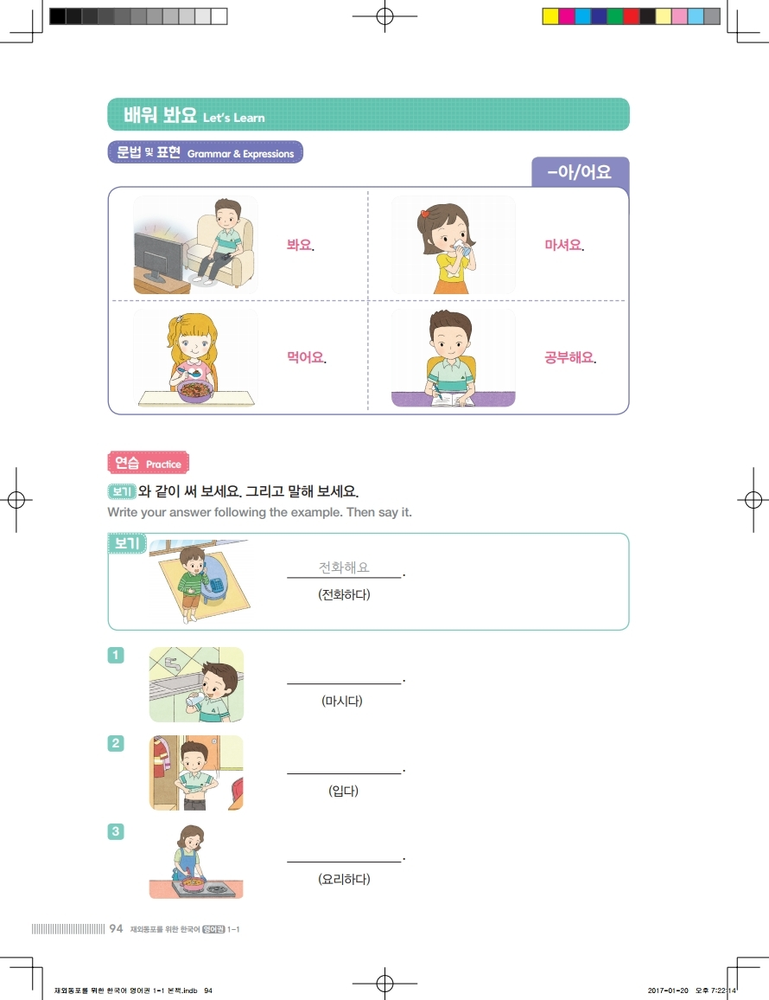 배워 봐요 Let's Learn
문법 및 표현 Grammar & Expressions
-아/어요
봐요.
마셔요.
먹어요.
공부해요.
연습 Practice
보기 와 같이 써 보세요. 그리고 말해 보세요.
Write your answer following the example. Then say it.
보기
전화해요.
(전화하다)
1
.
(마시다)
2
.
(입다)
3
.
(요리하다)
94 재외동포를 위한 한국어 영어권 1-1
재외동포를 위한 한국어 영어권 1-1 본책.indb 94
2017-01-20 오후 7:22:14